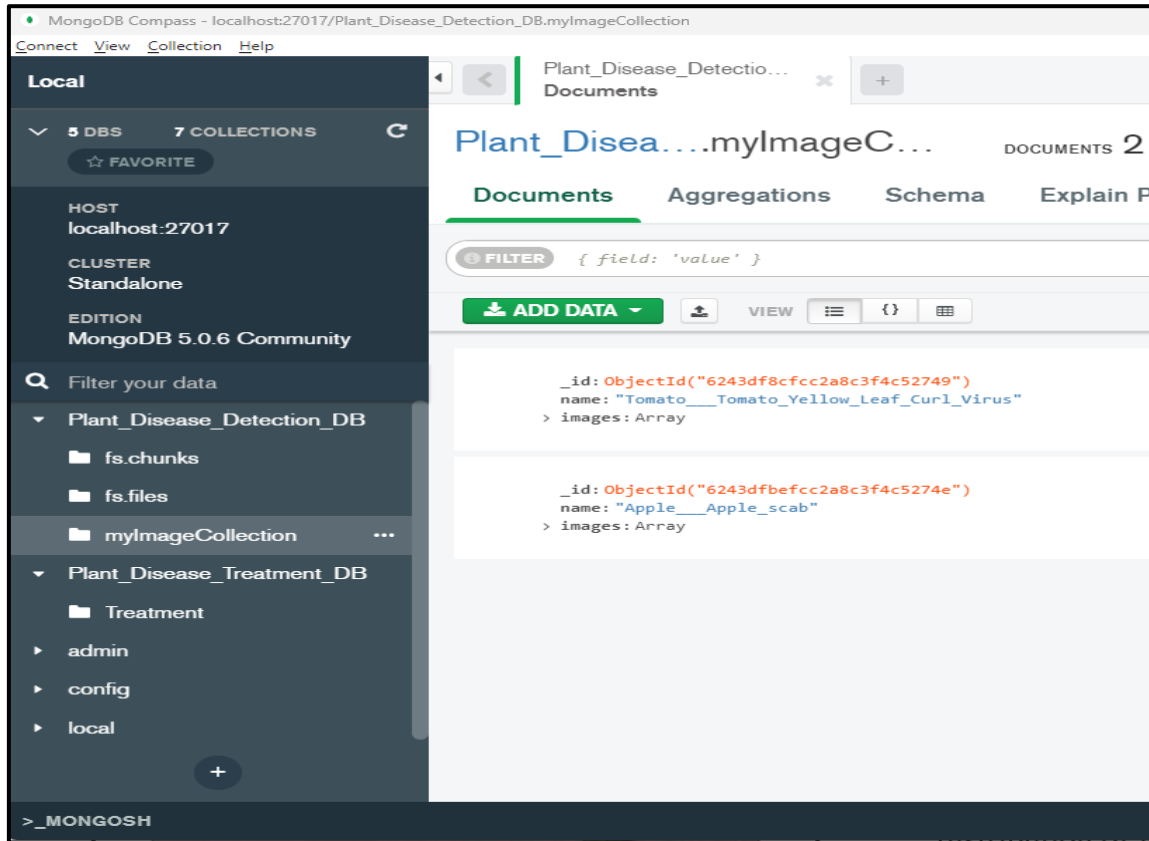 MongoDB Compass - localhost:27017/Plant_Disease_Detection_DB.myImageCollection
Connect View Collection Help
Local
5 DBS 7 COLLECTIONS
FAVORITE
HOST
localhost:27017
CLUSTER
Standalone
EDITION
MongoDB 5.0.6 Community
Filter your data
Plant_Disease_Detection_DB
fs.chunks
fs.files
myImageCollection ...
Plant_Disease_Treatment_DB
Treatment
admin
config
local
+
>_MONGOSH
Plant_Disease_Detectio...
Documents
+
Plant_Disea....myImageC... DOCUMENTS 2
Documents Aggregations Schema Explain P
FILTER { field: 'value' }
ADD DATA VIEW {}
_id: ObjectId("6243df8cfcc2a8c3f4c52749")
name: "Tomato___Tomato_Yellow_Leaf_Curl_Virus"
> images: Array
_id: ObjectId("6243dfbefcc2a8c3f4c5274e")
name: "Apple___Apple_scab"
> images: Array